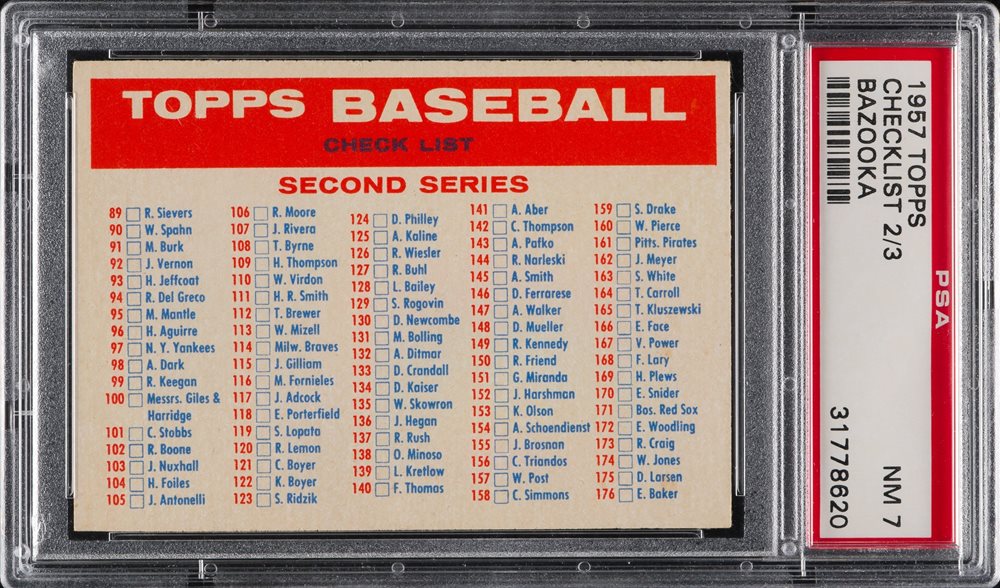 TOPPS BASEBALL
CHECK LIST
SECOND SERIES
89 R. Sievers
90 W. Spahn
91 M. Burk
92 J. Vernon
93 H. Jeffcoat
94 R. Del Greco
95 M. Mantle
96 H. Aguirre
97 N. Y. Yankees
98 A. Dark
99 R. Keegan
100 Messrs. Giles &
Harridge
101 C. Stobbs
102 R. Boone
103 J. Nuxhall
104 H. Foiles
105 J. Antonelli
106 R. Moore
107 J. Rivera
108 T. Byrne
109 H. Thompson
110 W. Virdon
111 H. R. Smith
112 T. Brewer
113 W. Mizell
114 Milw. Braves
115 J. Gilliam
116 M. Fornieles
117 J. Adcock
118 E. Porterfield
119 S. Lopata
120 R. Lemon
121 C. Boyer
122 K. Boyer
123 S. Ridzik
124 D. Philley
125 A. Kaline
126 R. Wiesler
127 R. Buhl
128 L. Bailey
129 S. Rogovin
130 D. Newcombe
131 M. Bolling
132 A. Ditmar
133 D. Crandall
134 D. Kaiser
135 W. Skowron
136 J. Hegan
137 R. Rush
138 O. Minoso
139 L. Kretlow
140 F. Thomas
141 A. Aber
142 C. Thompson
143 A. Pafko
144 R. Narleski
145 A. Smith
146 D. Ferrarese
147 A. Walker
148 D. Mueller
149 R. Kennedy
150 R. Friend
151 G. Miranda
152 J. Harshman
153 K. Olson
154 A. Schoendienst
155 J. Brosnan
156 C. Triandos
157 W. Post
158 C. Simmons
159 S. Drake
160 W. Pierce
161 Pitts. Pirates
162 J. Meyer
163 S. White
164 T. Carroll
165 T. Kluszewski
166 E. Face
167 V. Power
168 F. Lary
169 H. Plews
170 E. Snider
171 Bos. Red Sox
172 E. Woodling
173 R. Craig
174 W. Jones
175 D. Larsen
176 E. Baker
1957 TOPPS
CHECKLIST 2/3
BAZOOKA
NM 7
31778620
PSA